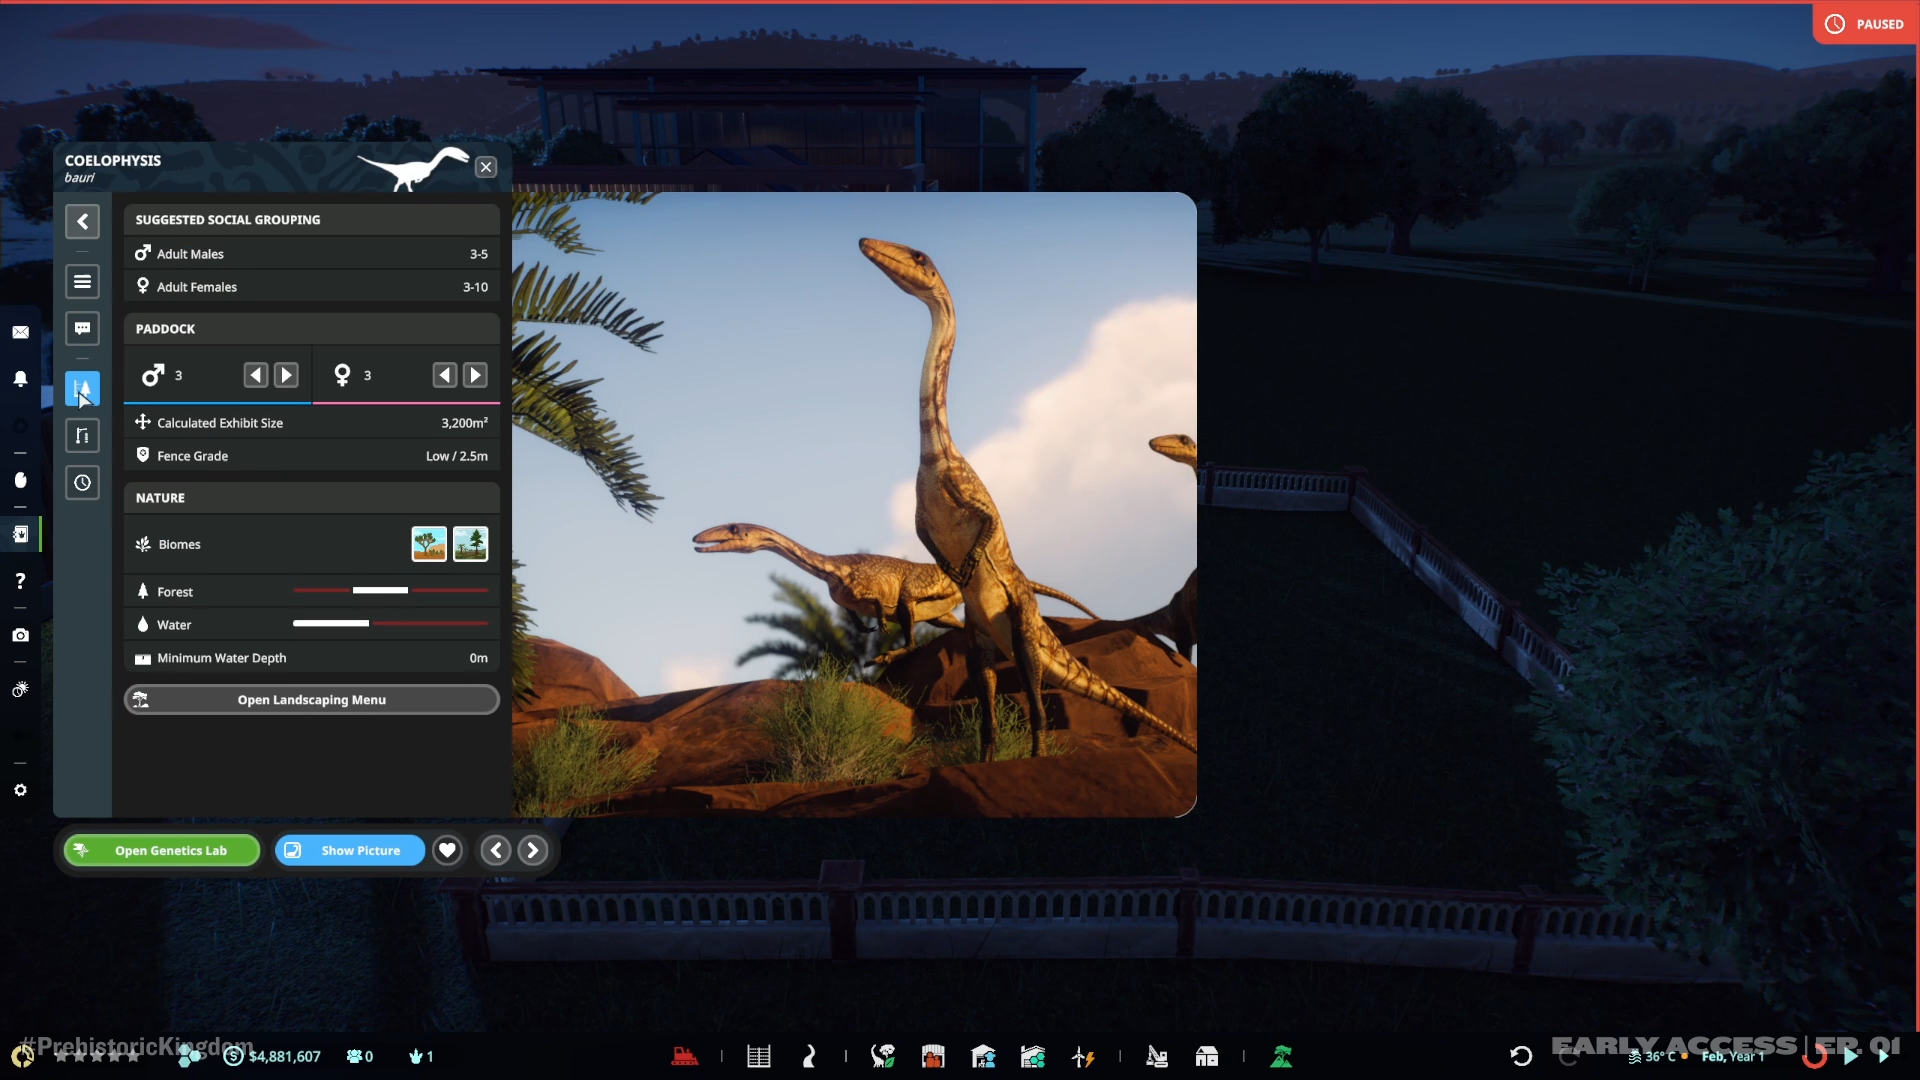 PAUSED
COELOPHYSIS
bauri
SUGGESTED SOCIAL GROUPING
Adult Males 3-5
Adult Females 3-10
PADDOCK
3 3
Calculated Exhibit Size 3,200m²
Fence Grade Low / 2.5m
NATURE
Biomes
Forest
Water
Minimum Water Depth 0m
Open Landscaping Menu
Open Genetics Lab Show Picture
#PrehistoricKingdom
$4,881,607 0 1
EARLY ACCESS | EP. 01
36° C Feb, Year 1